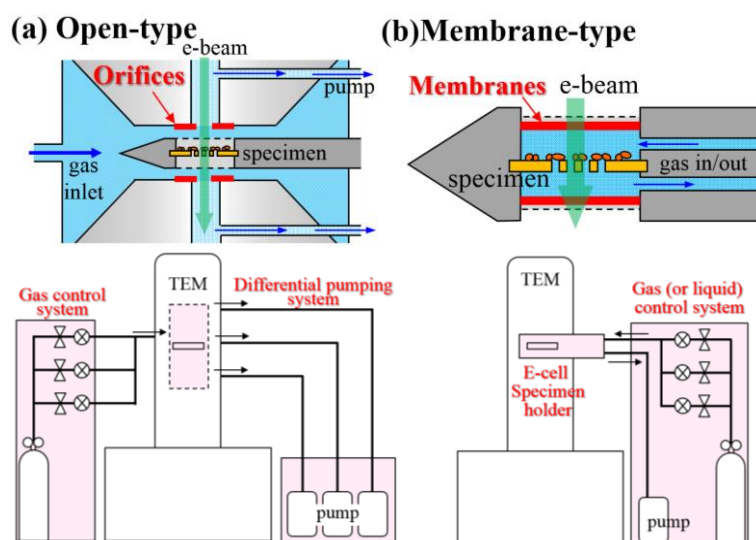 (a) Open-type
e-beam
Orifices
pump
gas
inlet
specimen
TEM
Gas control
system
Differential pumping
system
pump
(b)Membrane-type
Membranes
e-beam
specimen
gas in/out
TEM
Gas (or liquid)
control system
E-cell
Specimen
holder
pump